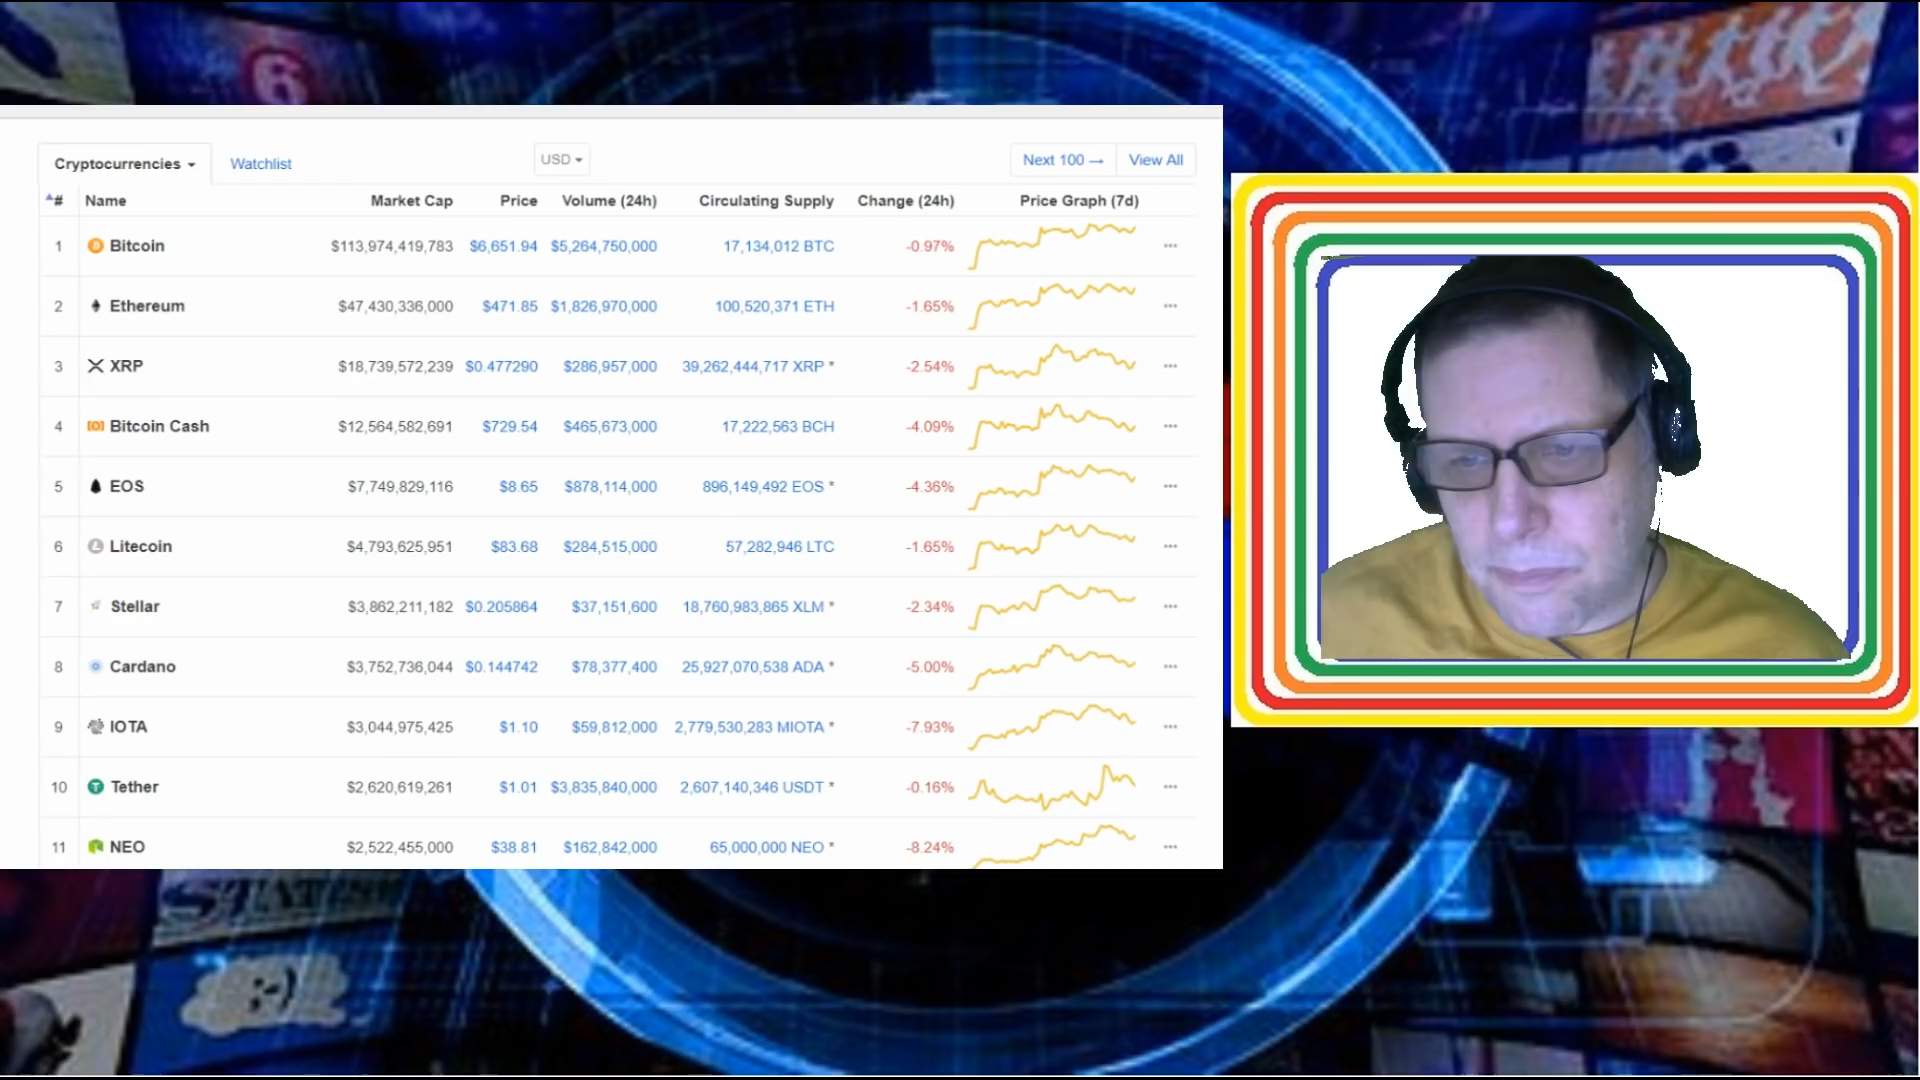 6
Cryptocurrencies Watchlist USD Next 100 → View All
# Name Market Cap Price Volume (24h) Circulating Supply Change (24h) Price Graph (7d)
1 Bitcoin $113,974,419,783 $6,651.94 $5,264,750,000 17,134,012 BTC -0.97%
2 Ethereum $47,430,336,000 $471.85 $1,826,970,000 100,520,371 ETH -1.65%
3 XRP $18,739,572,239 $0.477290 $286,957,000 39,262,444,717 XRP * -2.54%
4 Bitcoin Cash $12,564,582,691 $729.54 $465,673,000 17,222,563 BCH -4.09%
5 EOS $7,749,829,116 $8.65 $878,114,000 896,149,492 EOS * -4.36%
6 Litecoin $4,793,625,951 $83.68 $284,515,000 57,282,946 LTC -1.65%
7 Stellar $3,862,211,182 $0.205864 $37,151,600 18,760,983,865 XLM * -2.34%
8 Cardano $3,752,736,044 $0.144742 $78,377,400 25,927,070,538 ADA * -5.00%
9 IOTA $3,044,975,425 $1.10 $59,812,000 2,779,530,283 MIOTA * -7.93%
10 Tether $2,620,619,261 $1.01 $3,835,840,000 2,607,140,346 USDT * -0.16%
11 NEO $2,522,455,000 $38.81 $162,842,000 65,000,000 NEO * -8.24%